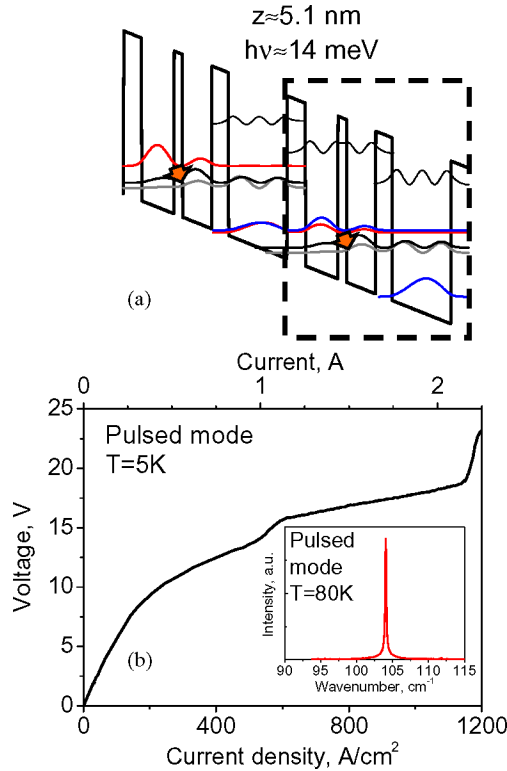 z≈5.1 nm
hν≈14 meV
(a)
Current, A
0 1 2
25
20
15
10
5
0
Voltage, V
Pulsed mode
T=5K
(b)
Intensity, a.u.
Pulsed
mode
T=80K
90 95 100 105 110 115
Wavenumber, cm⁻¹
0 400 800 1200
Current density, A/cm²